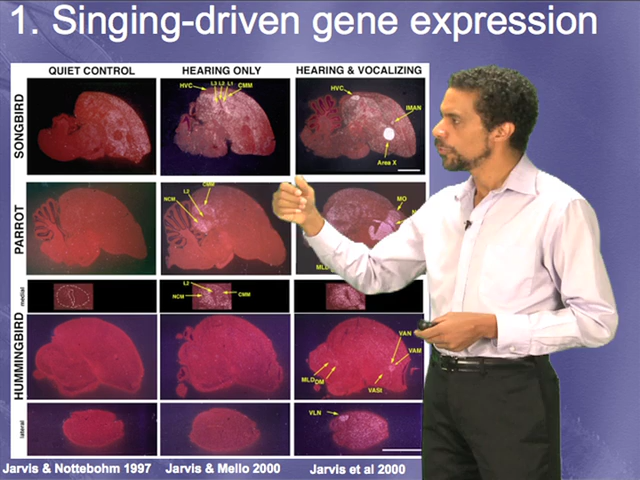 1. Singing-driven gene expression
QUIET CONTROL
HEARING ONLY
HEARING & VOCALIZING
SONGBIRD
HVC
L3
L2
L1
CMM
HVC
lMAN
Area X
PARROT
L2
CMM
NCM
MO
MLD
medial
L2
NCM
CMM
HUMMINGBIRD
VAN
VAM
MLD
DM
VASt
lateral
VLN
Jarvis & Nottebohm 1997
Jarvis & Mello 2000
Jarvis et al 2000